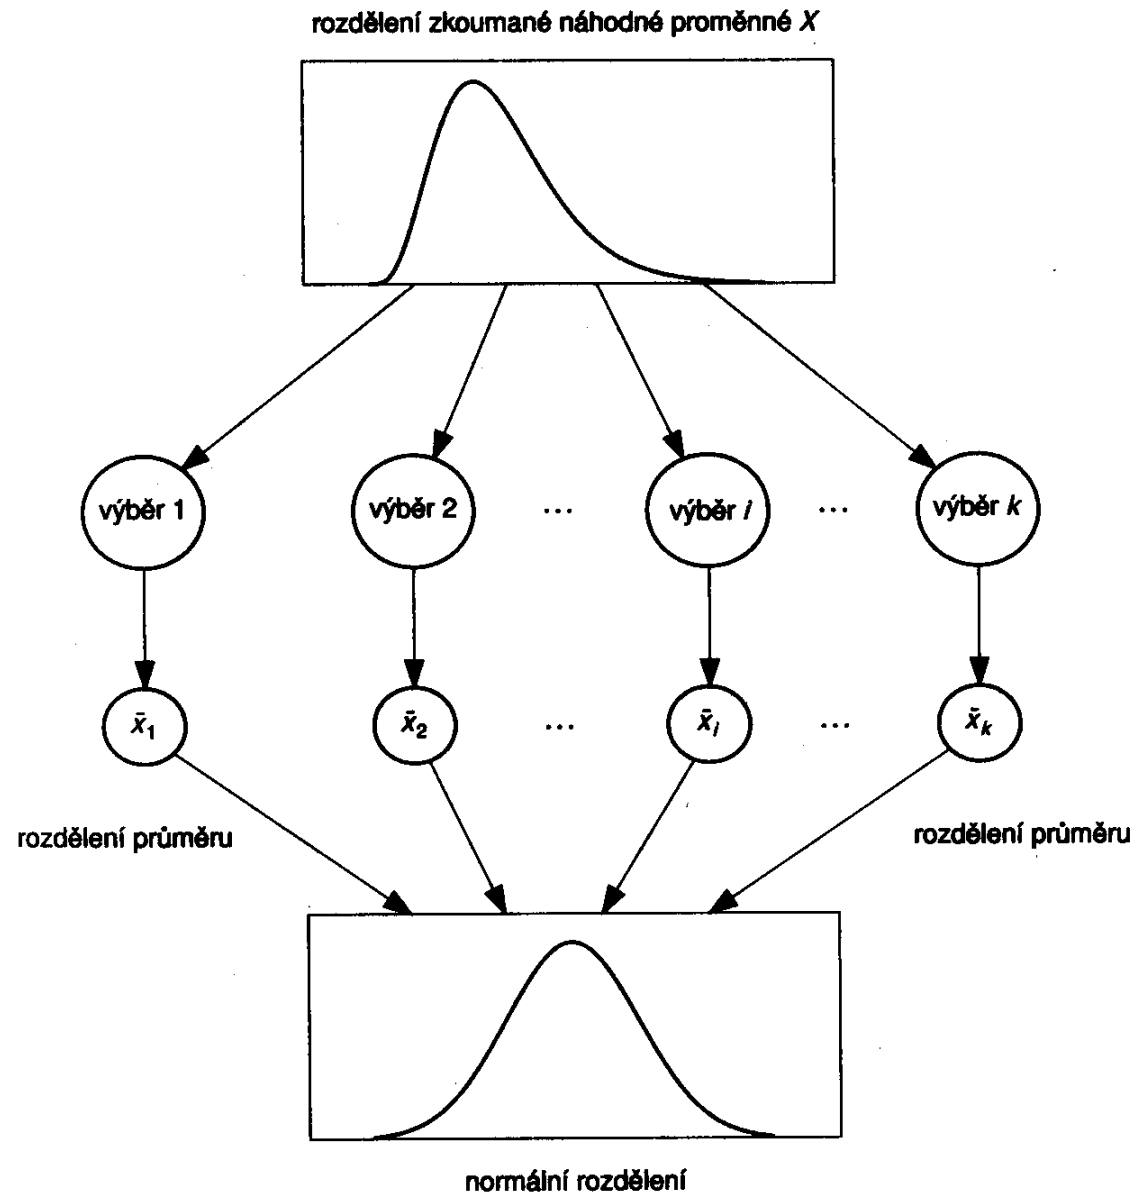 rozdělení zkoumané náhodné proměnné X
výběr 1
výběr 2
...
výběr i
...
výběr k
x̄₁
x̄₂
...
x̄ᵢ
...
x̄ₖ
rozdělení průměru
rozdělení průměru
normální rozdělení